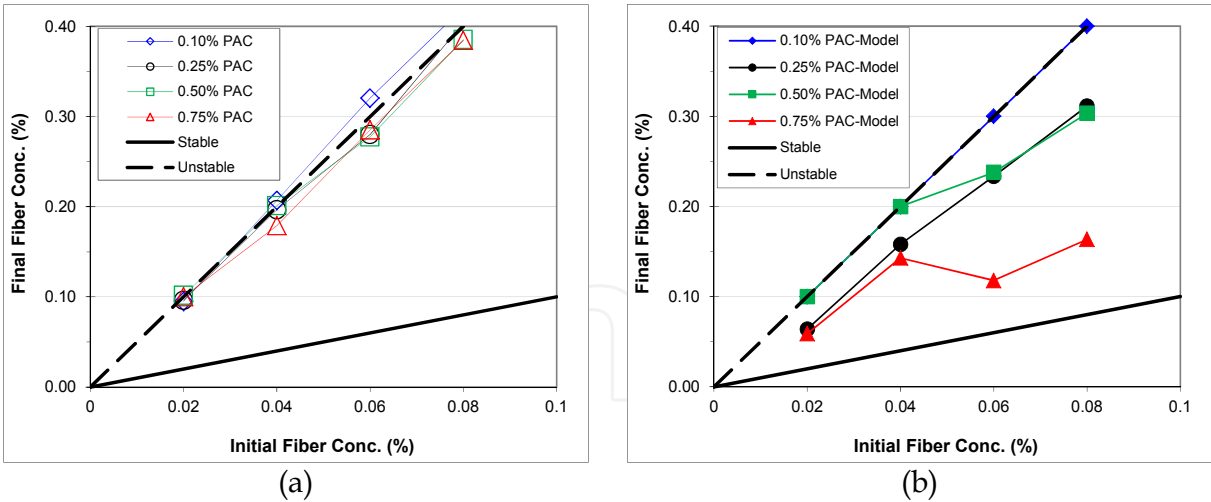 0.40
0.30
0.20
0.10
0.00
Final Fiber Conc. (%)
0.10% PAC
0.25% PAC
0.50% PAC
0.75% PAC
Stable
Unstable
0
0.02
0.04
0.06
0.08
0.1
Initial Fiber Conc. (%)
(a)
0.40
0.30
0.20
0.10
0.00
Final Fiber Conc. (%)
0.10% PAC-Model
0.25% PAC-Model
0.50% PAC-Model
0.75% PAC-Model
Stable
Unstable
0
0.02
0.04
0.06
0.08
0.1
Initial Fiber Conc. (%)
(b)